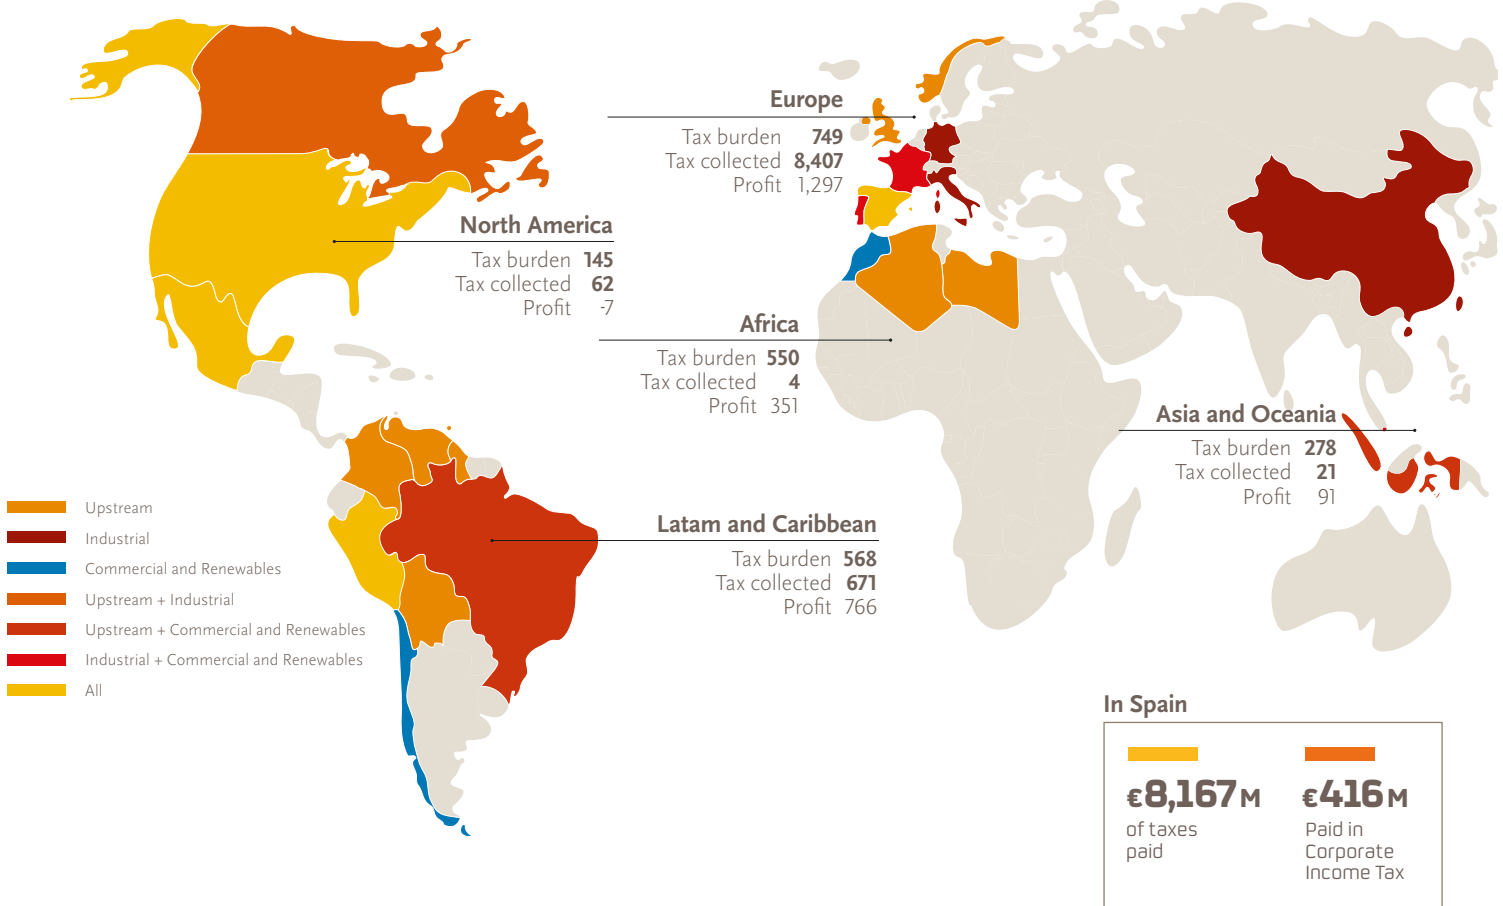 Europe
Tax burden 749
Tax collected 8,407
Profit 1,297
North America
Tax burden 145
Tax collected 62
Profit -7
Africa
Tax burden 550
Tax collected 4
Profit 351
Asia and Oceania
Tax burden 278
Tax collected 21
Profit 91
Latam and Caribbean
Tax burden 568
Tax collected 671
Profit 766
Upstream
Industrial
Commercial and Renewables
Upstream + Industrial
Upstream + Commercial and Renewables
Industrial + Commercial and Renewables
All
In Spain
€8,167 M
of taxes
paid
€416 M
Paid in
Corporate
Income Tax